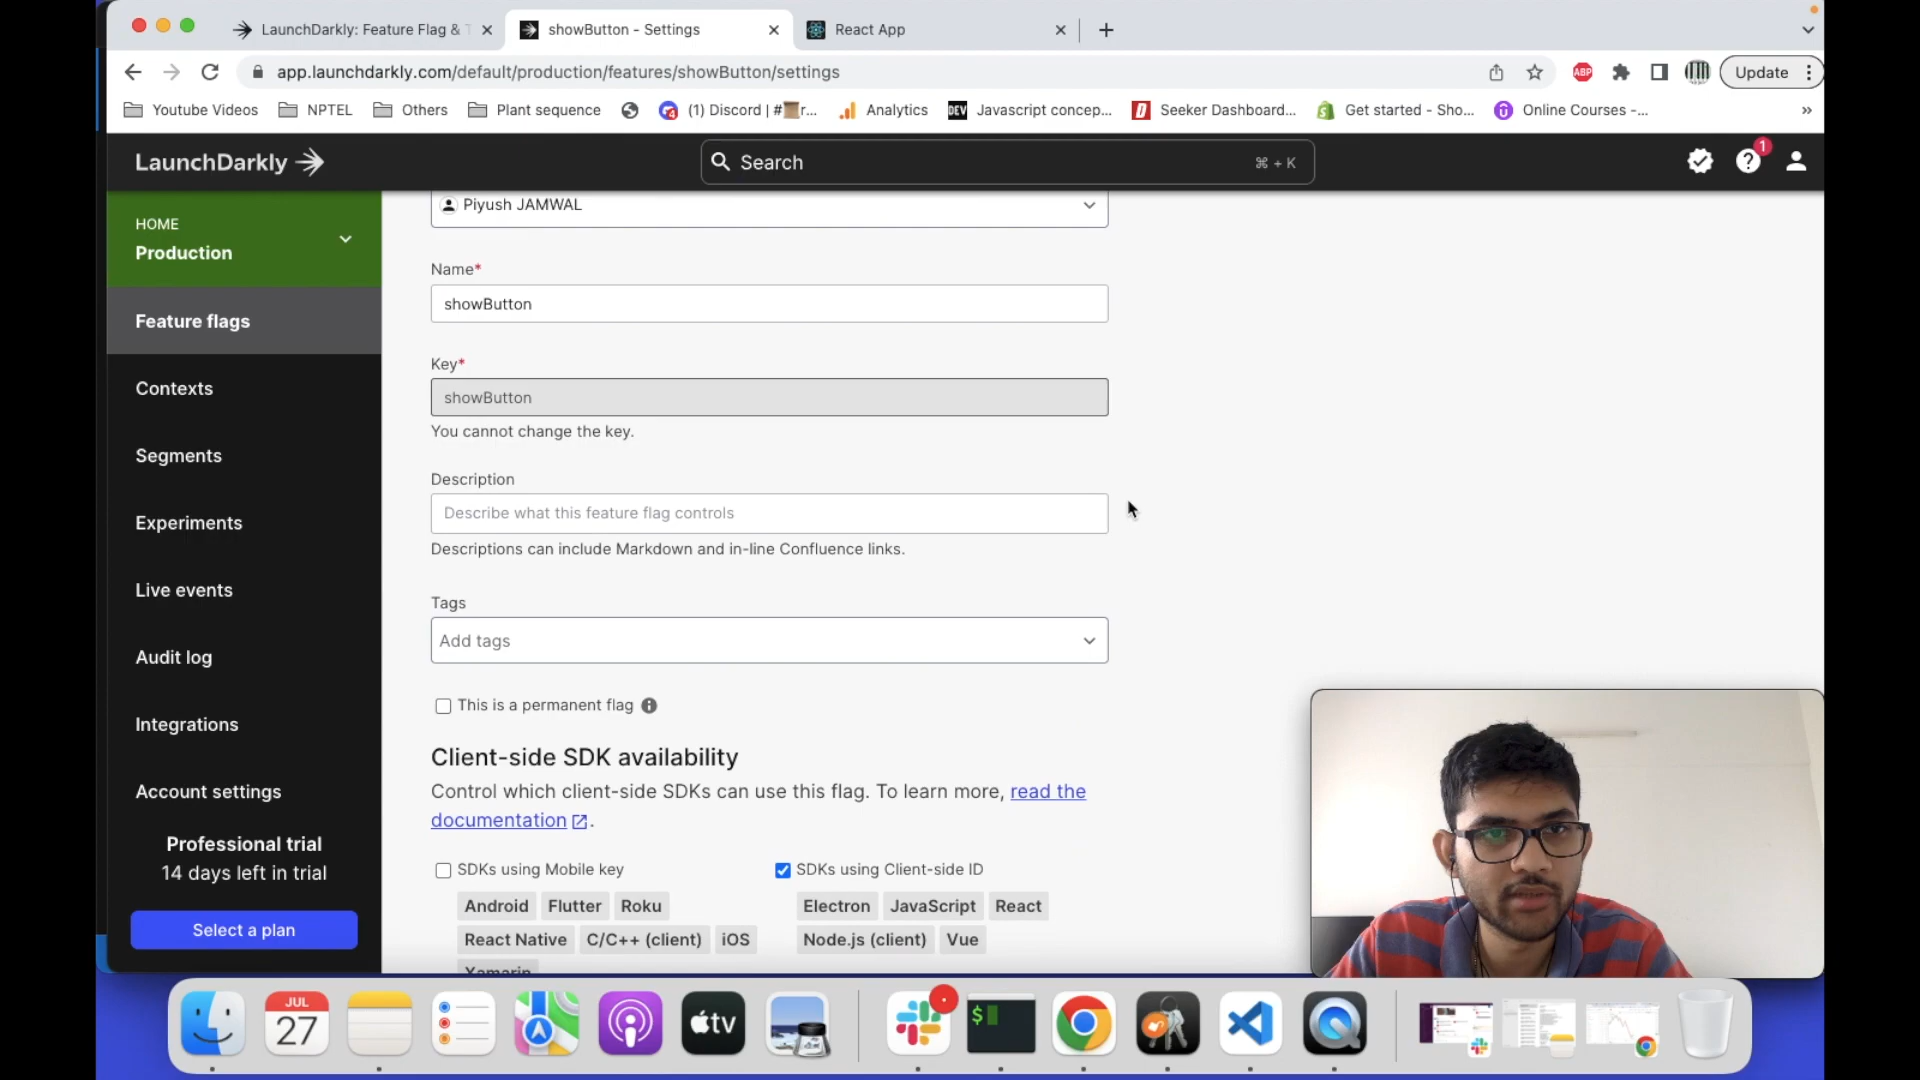 LaunchDarkly: Feature Flag & T
showButton - Settings
React App
app.launchdarkly.com/default/production/features/showButton/settings
ABP
Update
Youtube Videos
NPTEL
Others
Plant sequence
(1) Discord | #📜r...
Analytics
DEV
Javascript concep...
Seeker Dashboard...
Get started - Sho...
Online Courses -...
»
LaunchDarkly
Search
⌘ + K
1
HOME
Production
Feature flags
Contexts
Segments
Experiments
Live events
Audit log
Integrations
Account settings
Professional trial
14 days left in trial
Select a plan
Piyush JAMWAL
Name*
showButton
Key*
showButton
You cannot change the key.
Description
Describe what this feature flag controls
Descriptions can include Markdown and in-line Confluence links.
Tags
Add tags
This is a permanent flag
Client-side SDK availability
Control which client-side SDKs can use this flag. To learn more, read the
documentation.
SDKs using Mobile key
Android Flutter Roku
React Native C/C++ (client) iOS
Xamarin
SDKs using Client-side ID
Electron JavaScript React
Node.js (client) Vue
JUL
27
tv
$